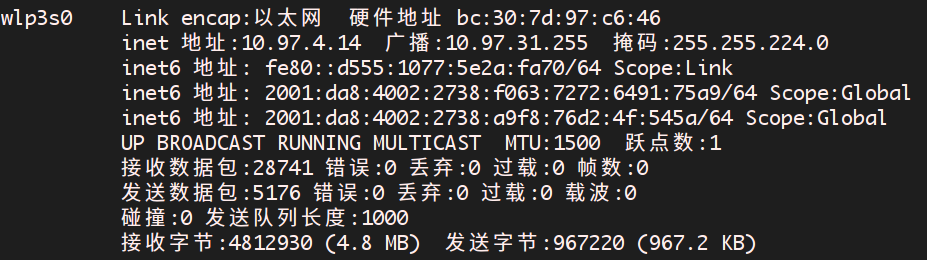 wlp3s0    Link encap:以太网  硬件地址 bc:30:7d:97:c6:46
          inet 地址:10.97.4.14  广播:10.97.31.255  掩码:255.255.224.0
          inet6 地址: fe80::d555:1077:5e2a:fa70/64 Scope:Link
          inet6 地址: 2001:da8:4002:2738:f063:7272:6491:75a9/64 Scope:Global
          inet6 地址: 2001:da8:4002:2738:a9f8:76d2:4f:545a/64 Scope:Global
          UP BROADCAST RUNNING MULTICAST  MTU:1500  跃点数:1
          接收数据包:28741 错误:0 丢弃:0 过载:0 帧数:0
          发送数据包:5176 错误:0 丢弃:0 过载:0 载波:0
          碰撞:0 发送队列长度:1000
          接收字节:4812930 (4.8 MB)  发送字节:967220 (967.2 KB)